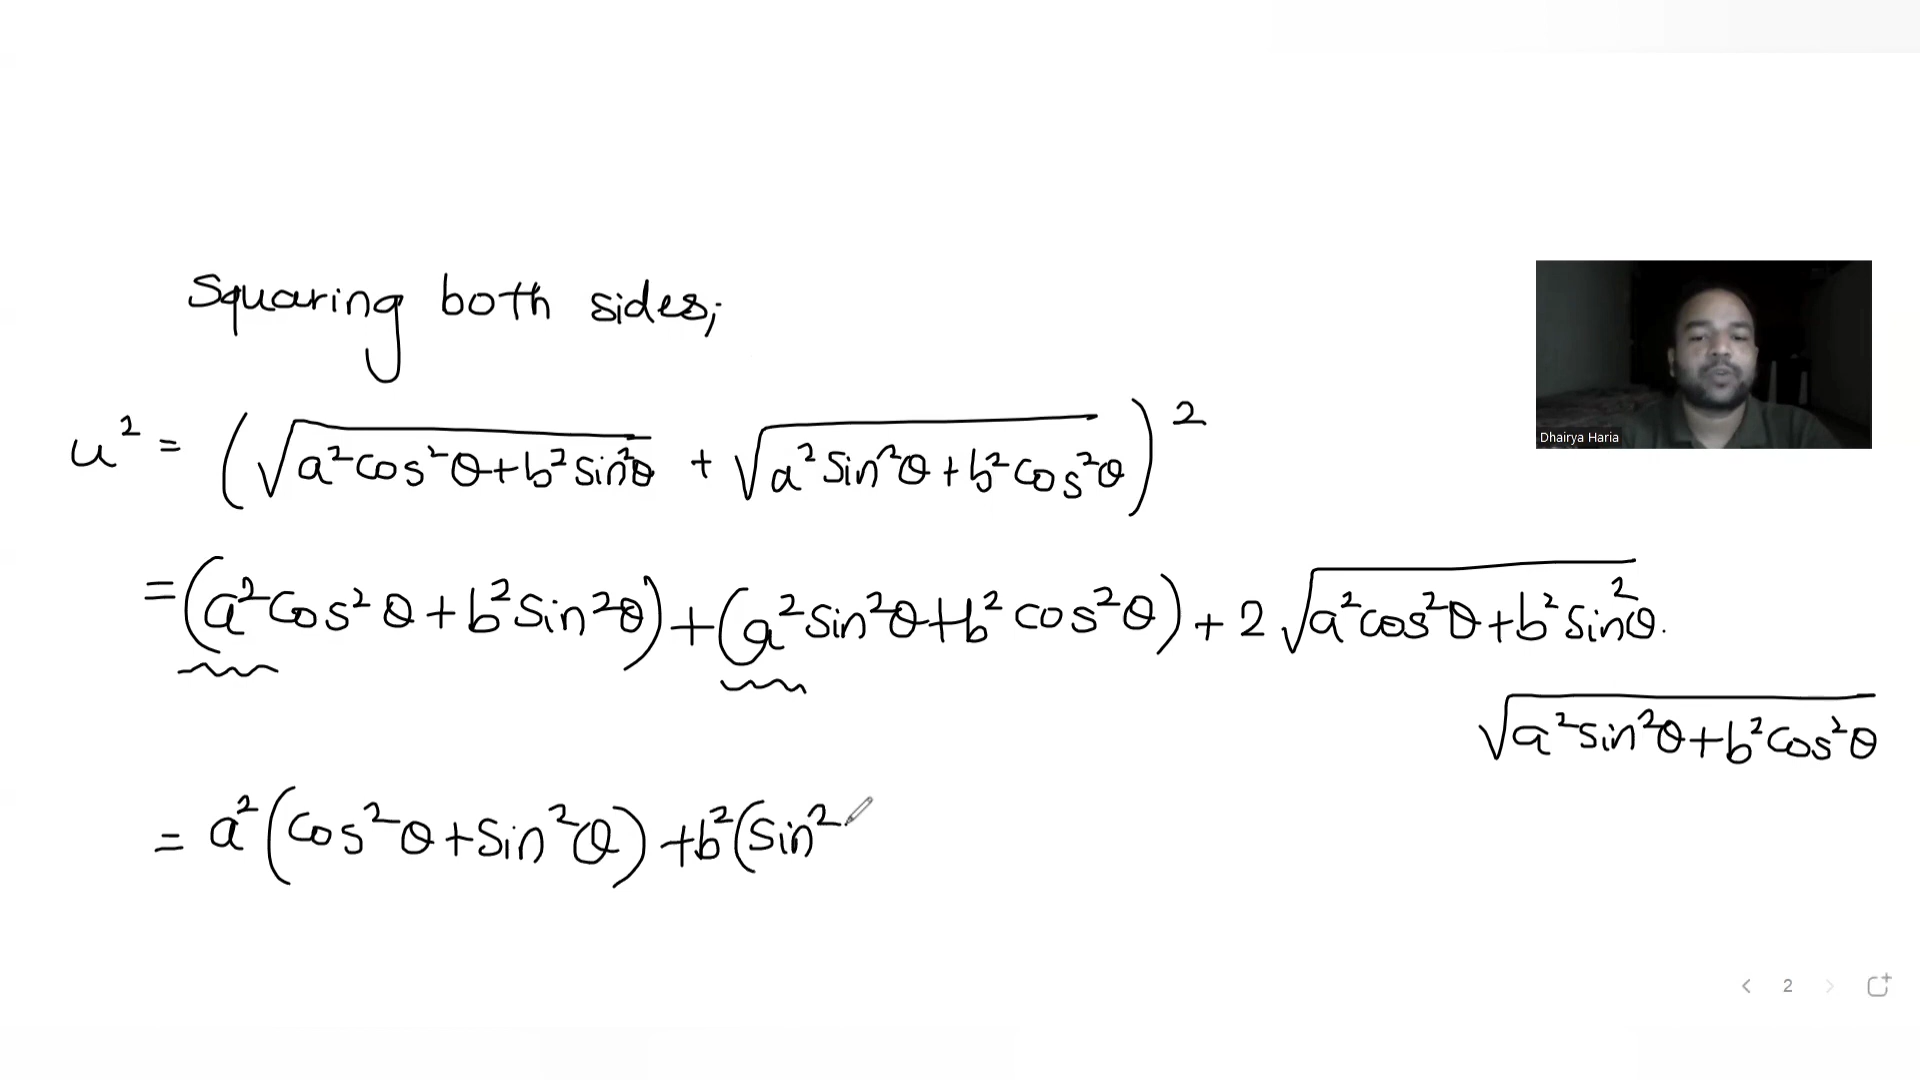 Squaring both sides;
u² = (√(a²cos²θ+b²sin²θ) + √(a²sin²θ+b²cos²θ))²
=(a²cos²θ+b²sin²θ)+(a²sin²θ+b²cos²θ)+2√(a²cos²θ+b²sin²θ).
√(a²sin²θ+b²cos²θ)
= a²(cos²θ+sin²θ)+b²(sin²
Dhairya Haria
2